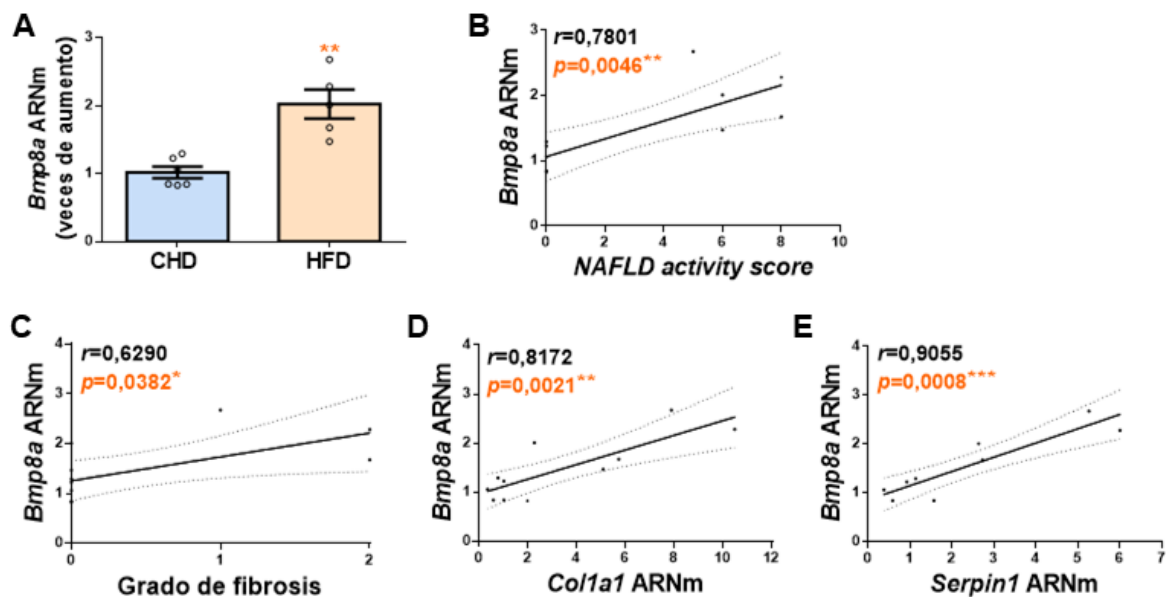 A
Bmp8a ARNm
(veces de aumento)
3
2
1
0
**
CHD
HFD
B
Bmp8a ARNm
3
2
1
0
r=0,7801
p=0,0046**
0
2
4
6
8
10
NAFLD activity score
C
Bmp8a ARNm
4
3
2
1
0
r=0,6290
p=0,0382*
0
1
2
Grado de fibrosis
D
Bmp8a ARNm
4
3
2
1
0
r=0,8172
p=0,0021**
0
2
4
6
8
10
12
Col1a1 ARNm
E
Bmp8a ARNm
4
3
2
1
0
r=0,9055
p=0,0008***
0
1
2
3
4
5
6
7
Serpin1 ARNm